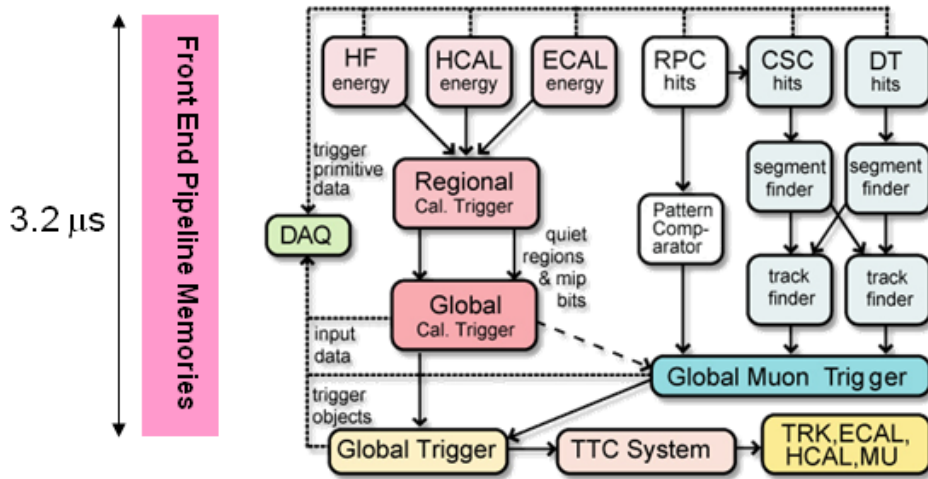 3.2 μs
Front End Pipeline Memories
HF
energy
HCAL
energy
ECAL
energy
RPC
hits
CSC
hits
DT
hits
trigger
primitive
data
Regional
Cal. Trigger
DAQ
quiet
regions
& mip
bits
Pattern
Comp-
arator
segment
finder
segment
finder
Global
Cal. Trigger
track
finder
track
finder
input
data
Global Muon Trigger
trigger
objects
Global Trigger
TTC System
TRK,ECAL,
HCAL,MU